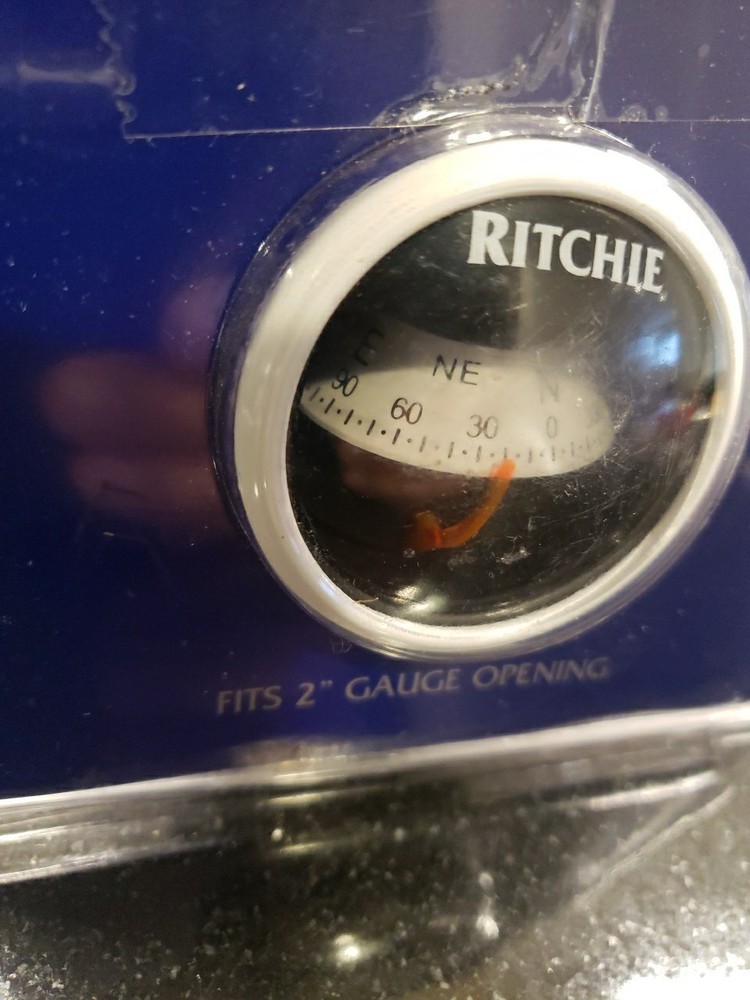 RITCHIE
E NE N
90 60 30 0
FITS 2" GAUGE OPENING